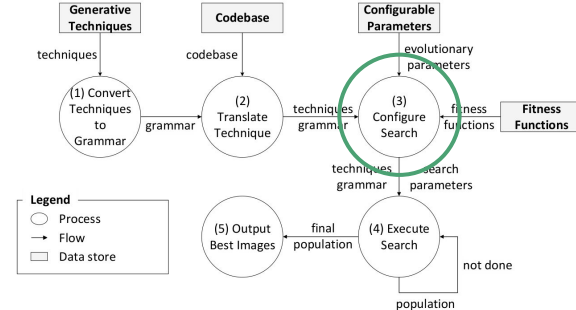 Generative
Techniques
Codebase
Configurable
Parameters
techniques
codebase
evolutionary
parameters
(1) Convert
Techniques
to
Grammar
grammar
(2)
Translate
Technique
techniques
grammar
(3)
Configure
Search
fitness
functions
Fitness
Functions
techniques
grammar
search
parameters
Legend
Process
Flow
Data store
(5) Output
Best Images
final
population
(4) Execute
Search
not done
population